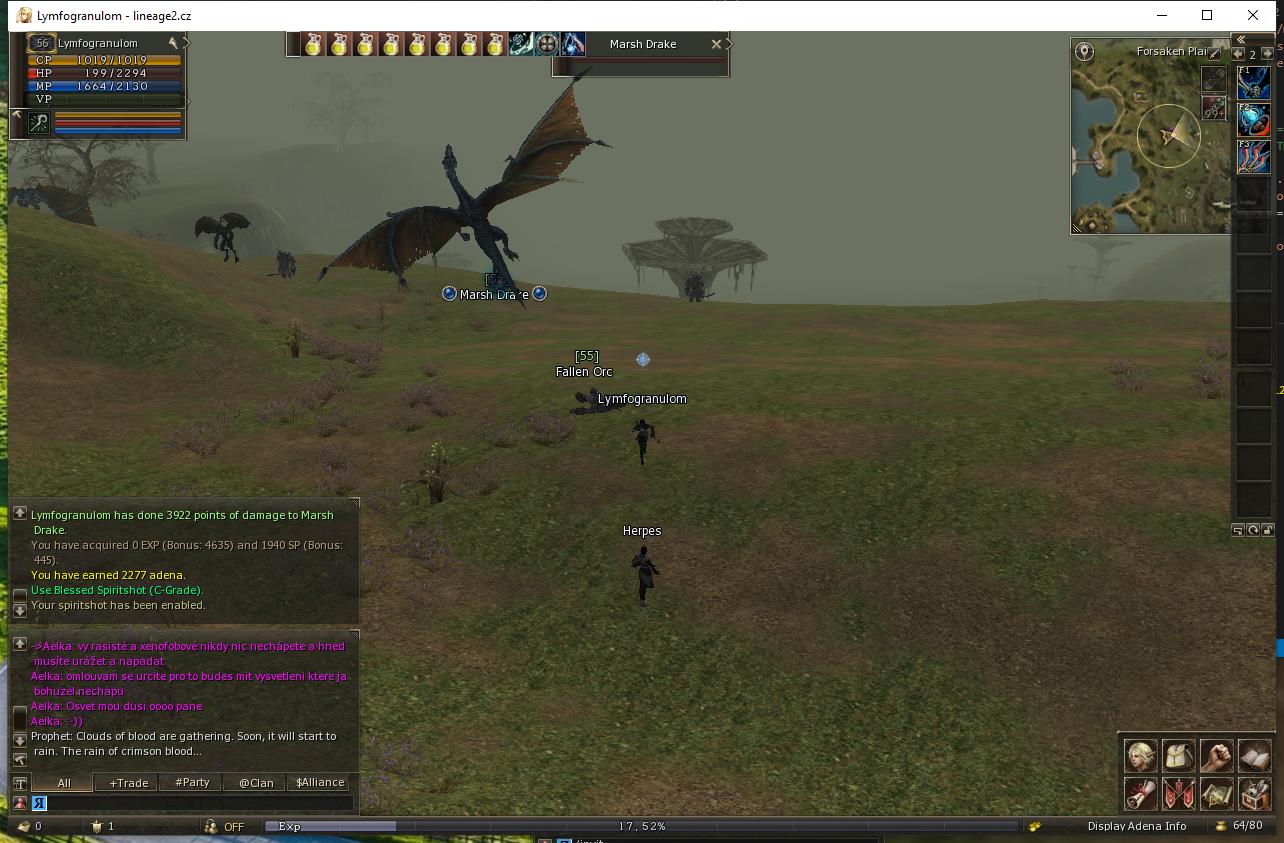 Lymfogranulom - lineage2.cz
56 Lymfogranulom
CP 1019/1019
HP 199/2294
MP 1664/2130
VP
Marsh Drake
Forsaken Plai
2
99+
F1
F2
F3
[55]
Marsh Drake
[55]
Fallen Orc
Lymfogranulom
Herpes
Lymfogranulom has done 3922 points of damage to Marsh
Drake.
You have acquired 0 EXP (Bonus: 4635) and 1940 SP (Bonus:
445).
You have earned 2277 adena.
Use Blessed Spiritshot (C-Grade).
Your spiritshot has been enabled.
->Aelka: vy rasisté a xenofobové nikdy nic nechápete a hned
musíte urážet a napadat
Aelka: omlouvam se urcite pro to budes mit vysvetleni ktere ja
bohuzel nechapu
Aelka: Osvet mou dusi oooo pane
Aelka: :-))
Prophet: Clouds of blood are gathering. Soon, it will start to
rain. The rain of crimson blood...
All +Trade #Party @Clan $Alliance
Я
0 1 OFF Exp 17,52% Display Adena Info 64/80